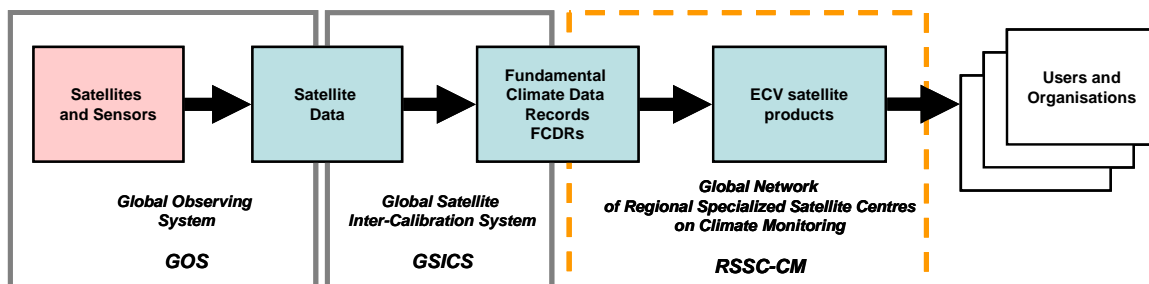 Satellites
and Sensors
Satellite
Data
Fundamental
Climate Data
Records
FCDRs
ECV satellite
products
Users and
Organisations
Global Observing
System
GOS
Global Satellite
Inter-Calibration System
GSICS
Global Network
of Regional Specialized Satellite Centres
on Climate Monitoring
RSSC-CM